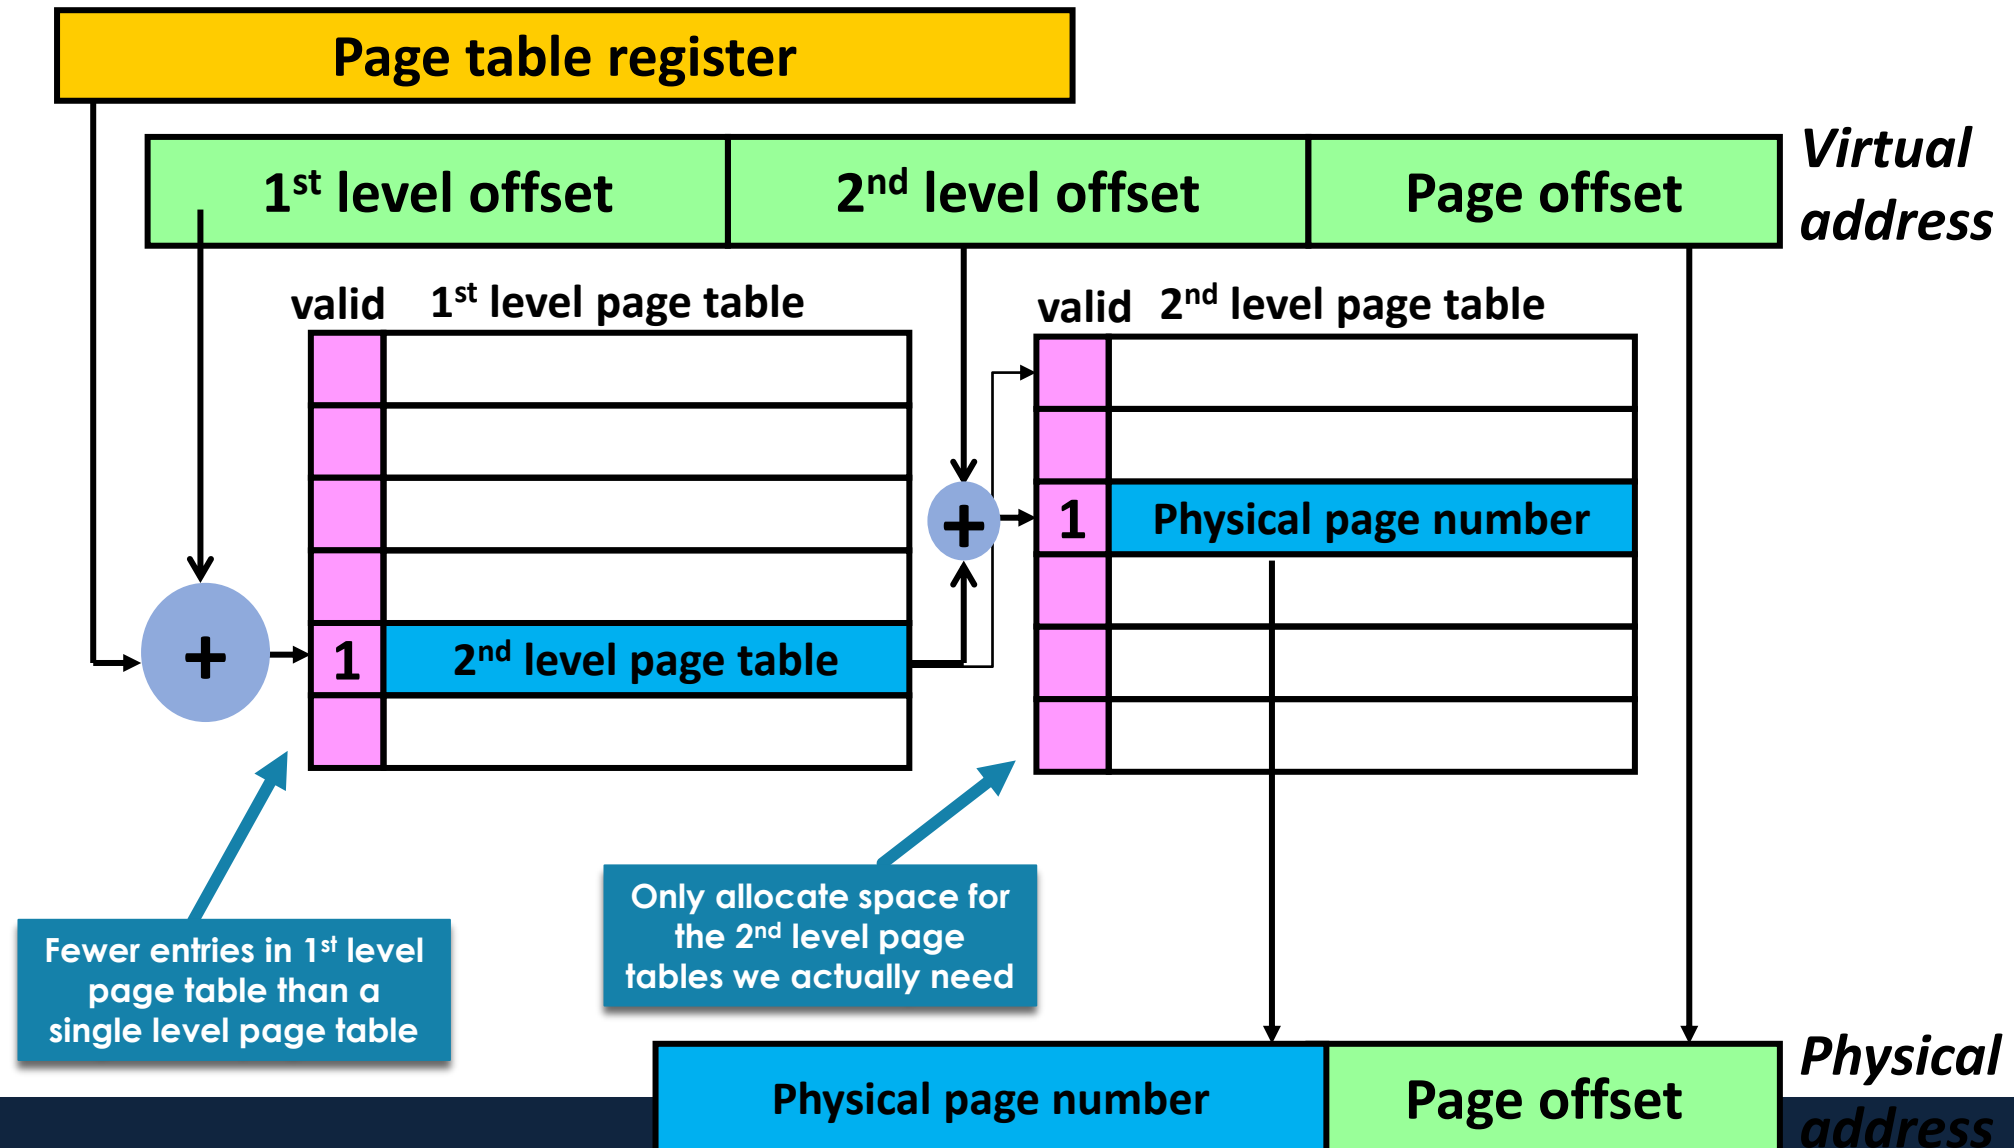 Page table register
1st level offset
2nd level offset
Page offset
Virtual
address
valid
1st level page table
valid
2nd level page table
1
Physical page number
+
+
1
2nd level page table
Only allocate space for
the 2nd level page
tables we actually need
Fewer entries in 1st level
page table than a
single level page table
Physical page number
Page offset
Physical
address